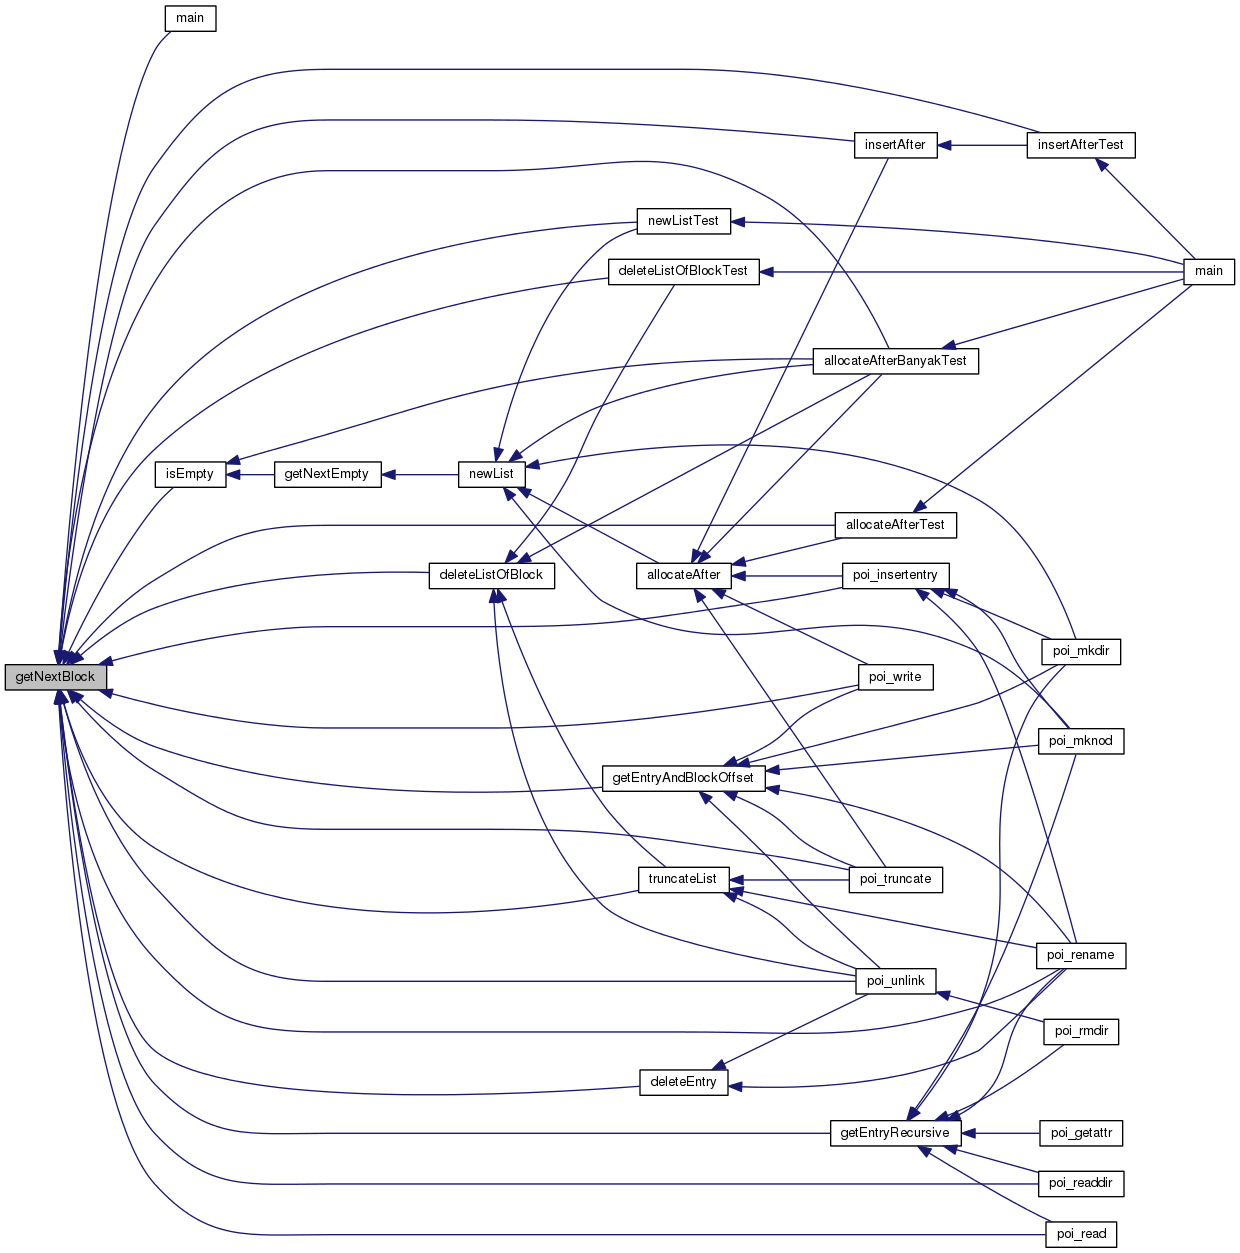 main
insertAfter
insertAfterTest
newListTest
deleteListOfBlockTest
main
allocateAfterBanyakTest
isEmpty
getNextEmpty
newList
allocateAfterTest
deleteListOfBlock
allocateAfter
poi_insertentry
poi_mkdir
getNextBlock
poi_write
poi_mknod
getEntryAndBlockOffset
truncateList
poi_truncate
poi_rename
poi_unlink
poi_rmdir
deleteEntry
getEntryRecursive
poi_getattr
poi_readdir
poi_read